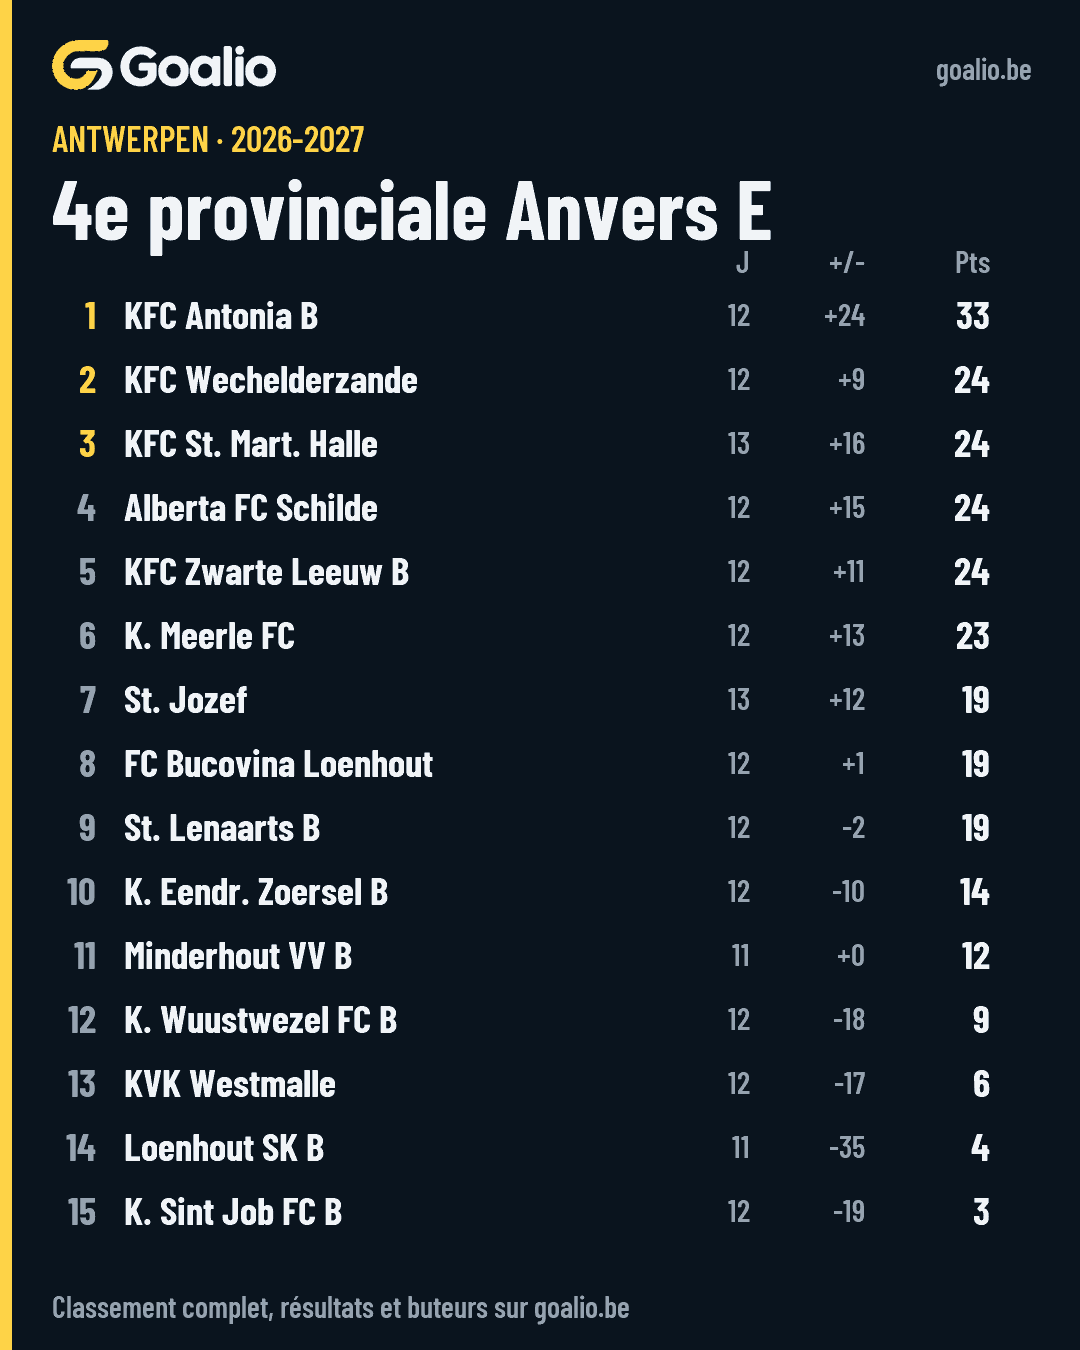 Goalio goalio.be
ANTWERPEN · 2026-2027
4e provinciale Anvers E
J +/- Pts
1 KFC Antonia B 12 +24 33
2 KFC Wechelderzande 12 +9 24
3 KFC St. Mart. Halle 13 +16 24
4 Alberta FC Schilde 12 +15 24
5 KFC Zwarte Leeuw B 12 +11 24
6 K. Meerle FC 12 +13 23
7 St. Jozef 13 +12 19
8 FC Bucovina Loenhout 12 +1 19
9 St. Lenaarts B 12 -2 19
10 K. Eendr. Zoersel B 12 -10 14
11 Minderhout VV B 11 +0 12
12 K. Wuustwezel FC B 12 -18 9
13 KVK Westmalle 12 -17 6
14 Loenhout SK B 11 -35 4
15 K. Sint Job FC B 12 -19 3
Classement complet, résultats et buteurs sur goalio.be